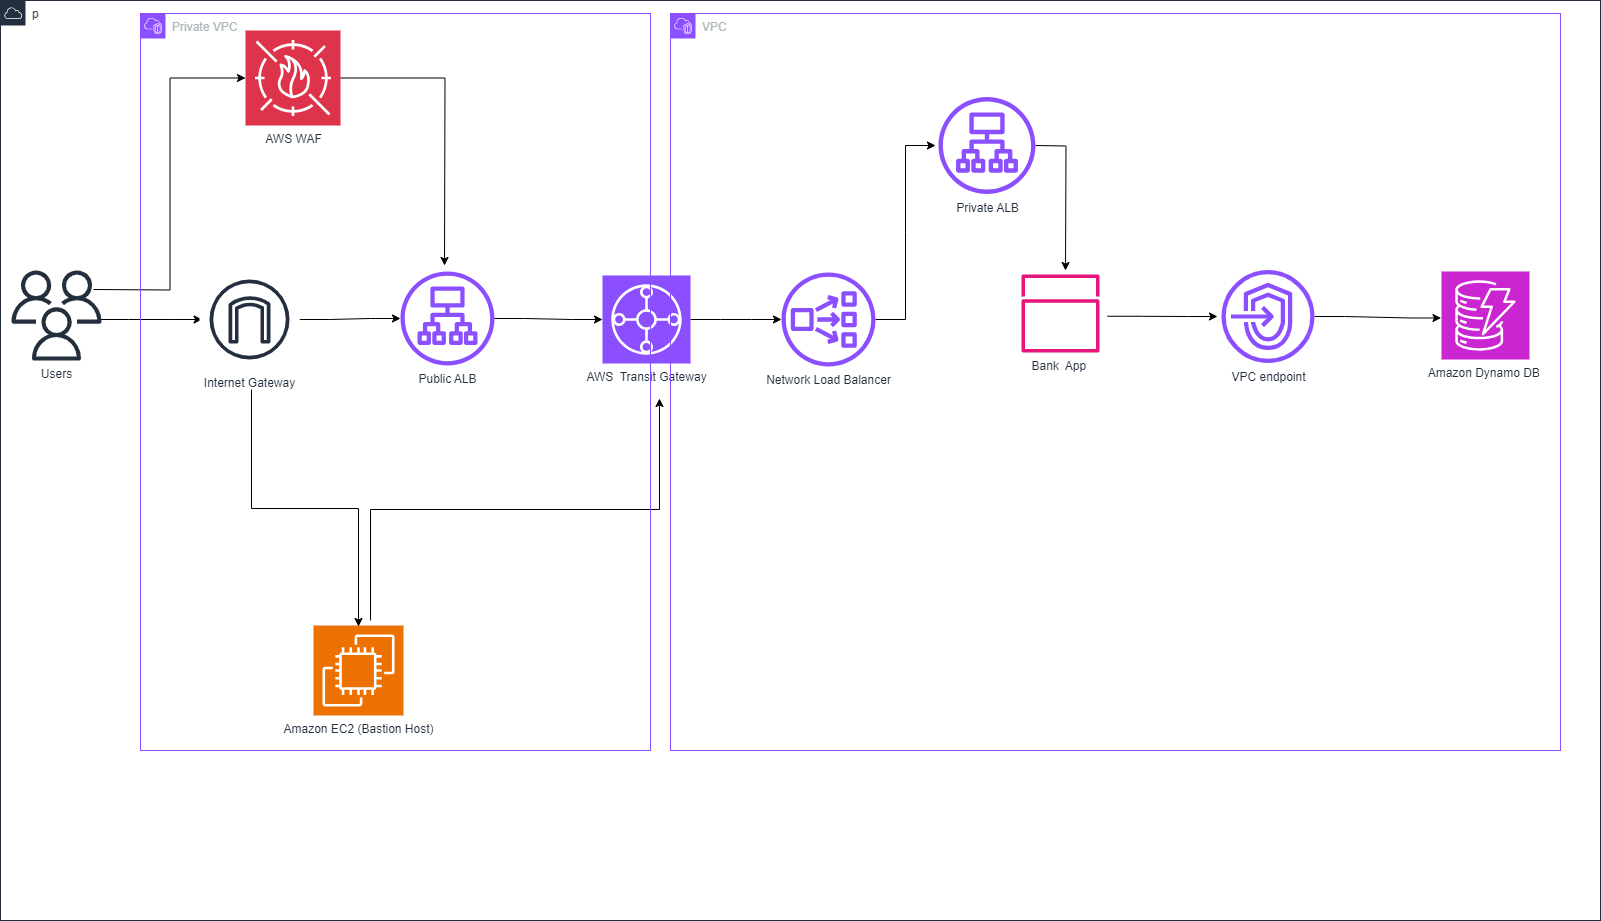 p
Private VPC
VPC
AWS WAF
Private ALB
Users
Internet Gateway
Public ALB
AWS  Transit Gateway
Network Load Balancer
Bank  App
VPC endpoint
Amazon Dynamo DB
Amazon EC2 (Bastion Host)